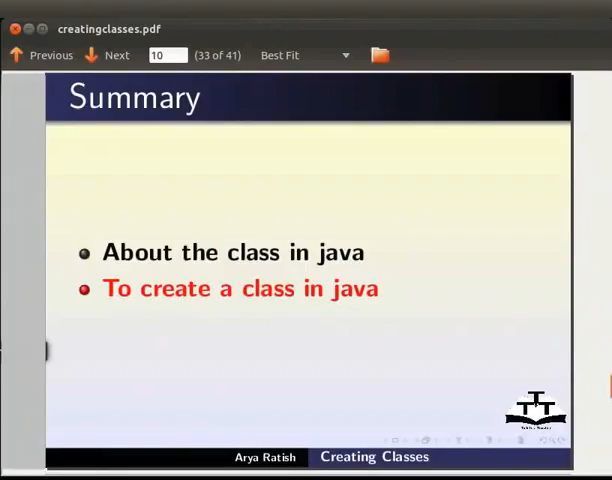 creatingclasses.pdf
Previous Next 10 (33 of 41) Best Fit
Summary
About the class in java
To create a class in java
Arya Ratish Creating Classes